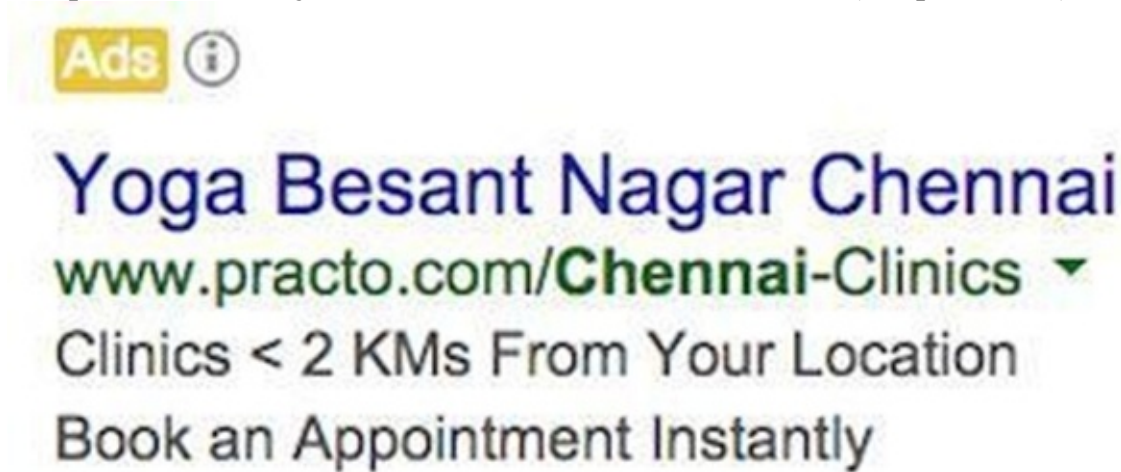 Ads
Yoga Besant Nagar Chennai
www.practo.com/Chennai-Clinics
Clinics < 2 KMs From Your Location
Book an Appointment Instantly